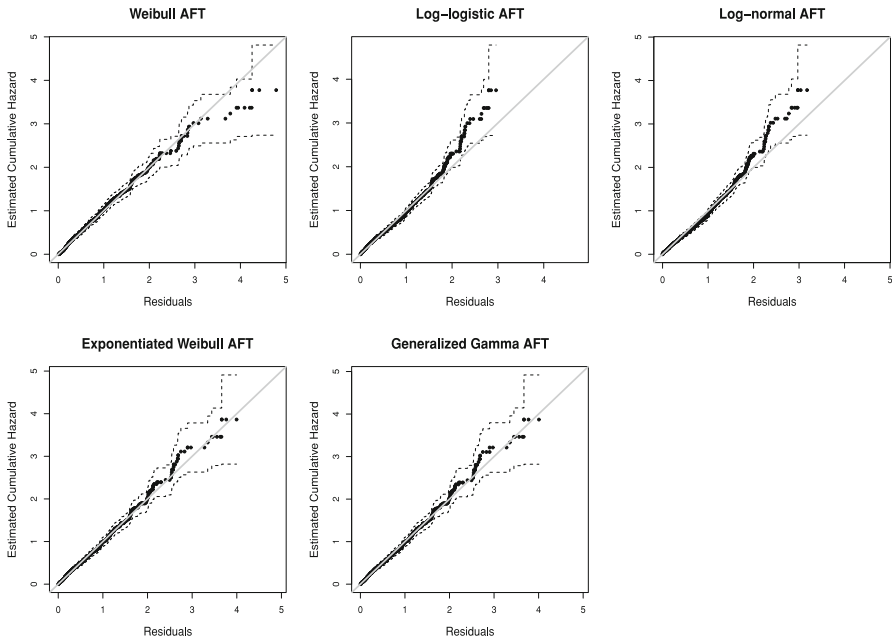 Weibull AFT
Estimated Cumulative Hazard
5
4
3
2
1
0
0 1 2 3 4 5
Residuals
Log−logistic AFT
Estimated Cumulative Hazard
5
4
3
2
1
0
0 1 2 3 4
Residuals
Log−normal AFT
Estimated Cumulative Hazard
5
4
3
2
1
0
0 1 2 3 4 5
Residuals
Exponentiated Weibull AFT
Estimated Cumulative Hazard
5
4
3
2
1
0
0 1 2 3 4 5
Residuals
Generalized Gamma AFT
Estimated Cumulative Hazard
5
4
3
2
1
0
0 1 2 3 4 5
Residuals